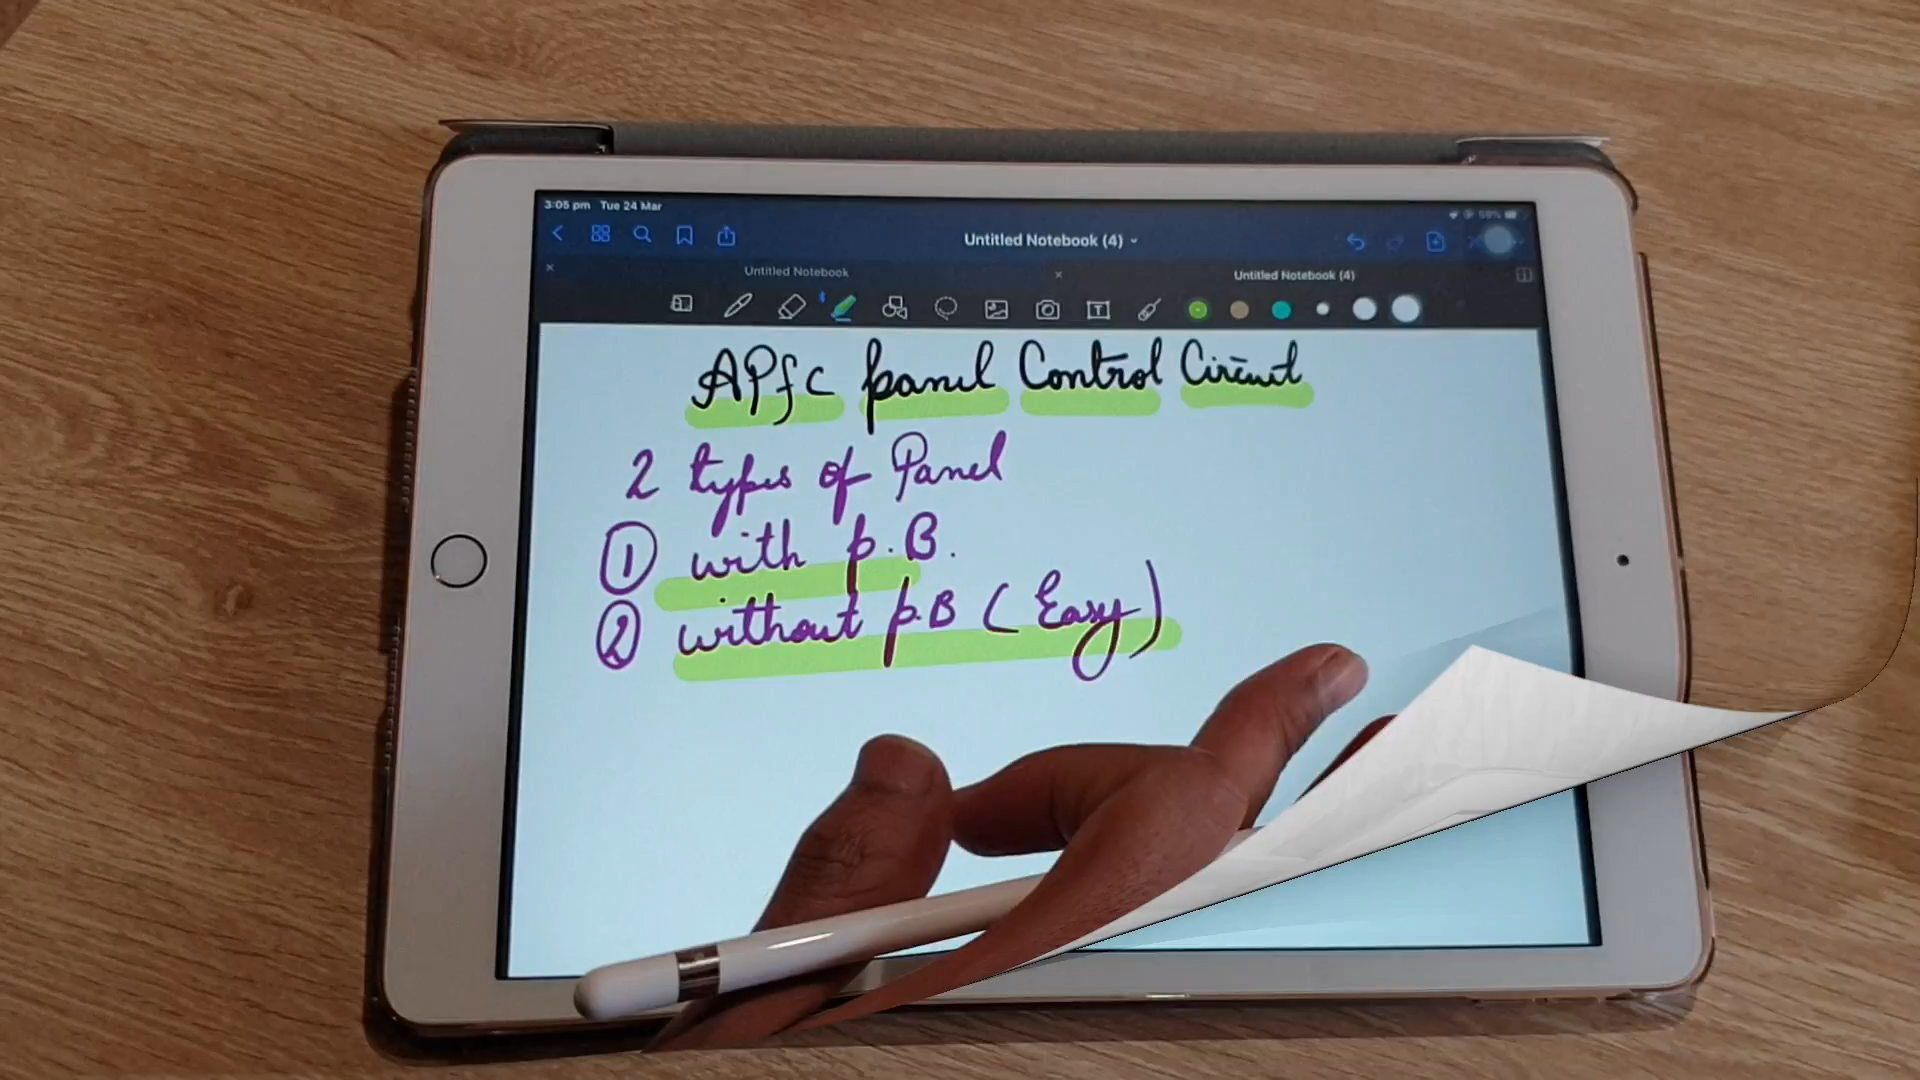 3:05 pm Tue 24 Mar
59%
Untitled Notebook (4)
Untitled Notebook
Untitled Notebook (4)
T
APfc panel Control Circuit
2 types of Panel
① with p.B.
② without p.B (Easy)